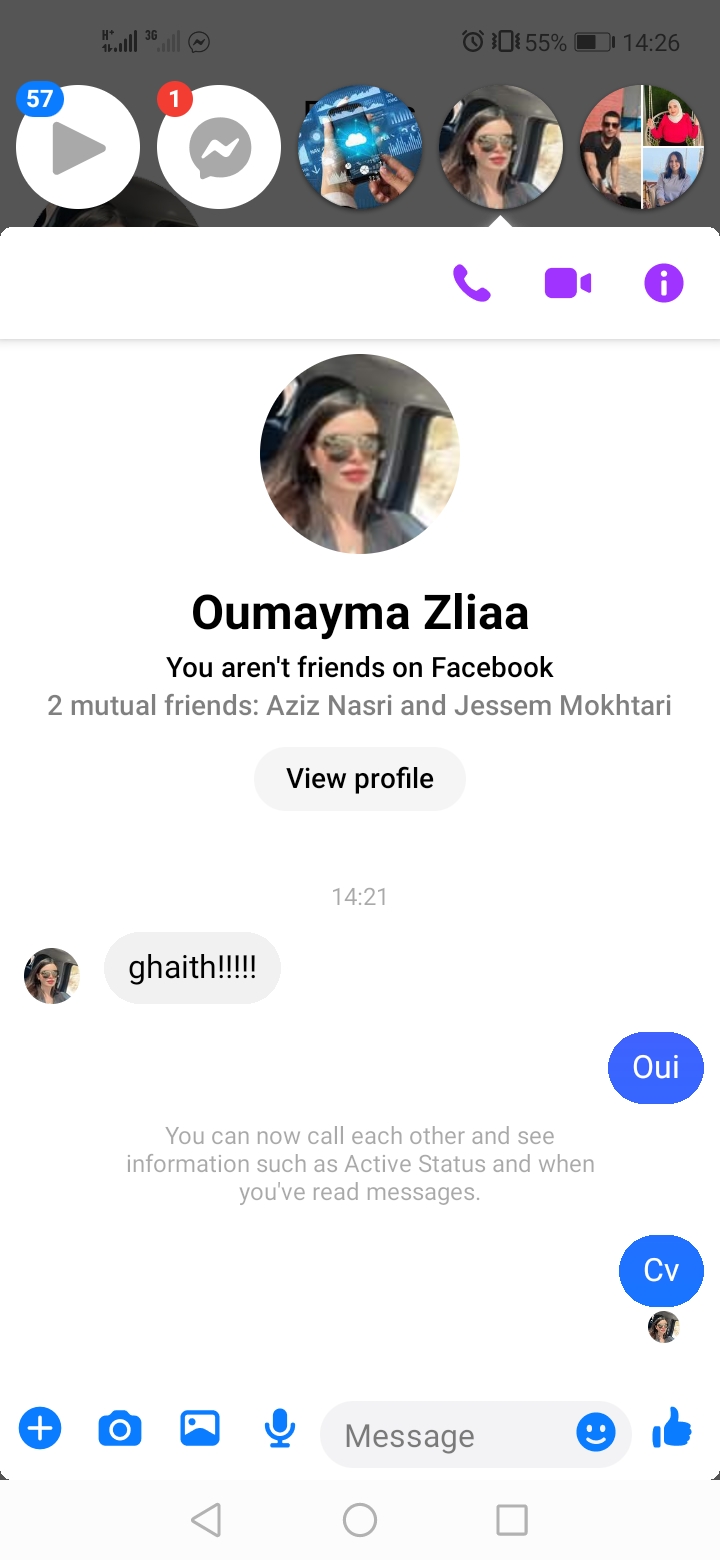 H+
3G
55%
14:26
57
1
Oumayma Zliaa
You aren't friends on Facebook
2 mutual friends: Aziz Nasri and Jessem Mokhtari
View profile
14:21
ghaith!!!!!
Oui
You can now call each other and see
information such as Active Status and when
you've read messages.
Cv
Message